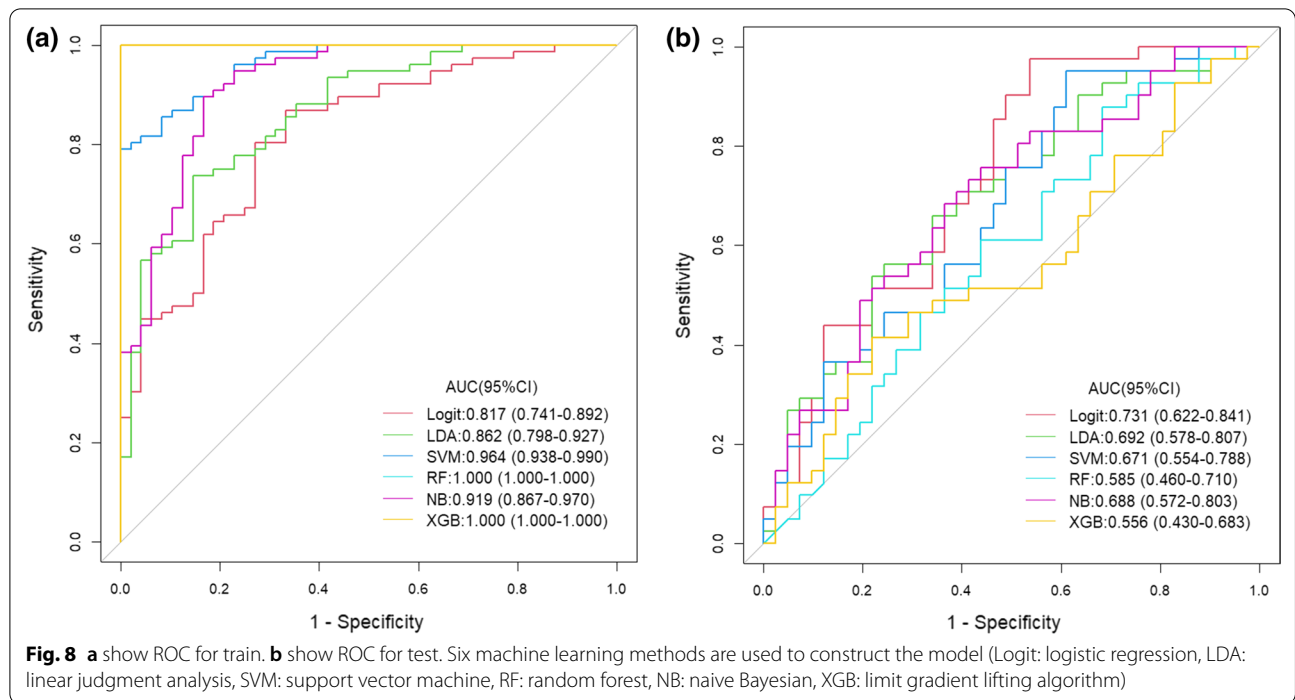 (a)
1.0
0.8
0.6
0.4
0.2
0.0
Sensitivity
AUC(95%CI)
Logit:0.817 (0.741-0.892)
LDA:0.862 (0.798-0.927)
SVM:0.964 (0.938-0.990)
RF:1.000 (1.000-1.000)
NB:0.919 (0.867-0.970)
XGB:1.000 (1.000-1.000)
0.0 0.2 0.4 0.6 0.8 1.0
1 - Specificity
(b)
1.0
0.8
0.6
0.4
0.2
0.0
Sensitivity
AUC(95%CI)
Logit:0.731 (0.622-0.841)
LDA:0.692 (0.578-0.807)
SVM:0.671 (0.554-0.788)
RF:0.585 (0.460-0.710)
NB:0.688 (0.572-0.803)
XGB:0.556 (0.430-0.683)
0.0 0.2 0.4 0.6 0.8 1.0
1 - Specificity
Fig. 8 a show ROC for train. b show ROC for test. Six machine learning methods are used to construct the model (Logit: logistic regression, LDA:
linear judgment analysis, SVM: support vector machine, RF: random forest, NB: naive Bayesian, XGB: limit gradient lifting algorithm)